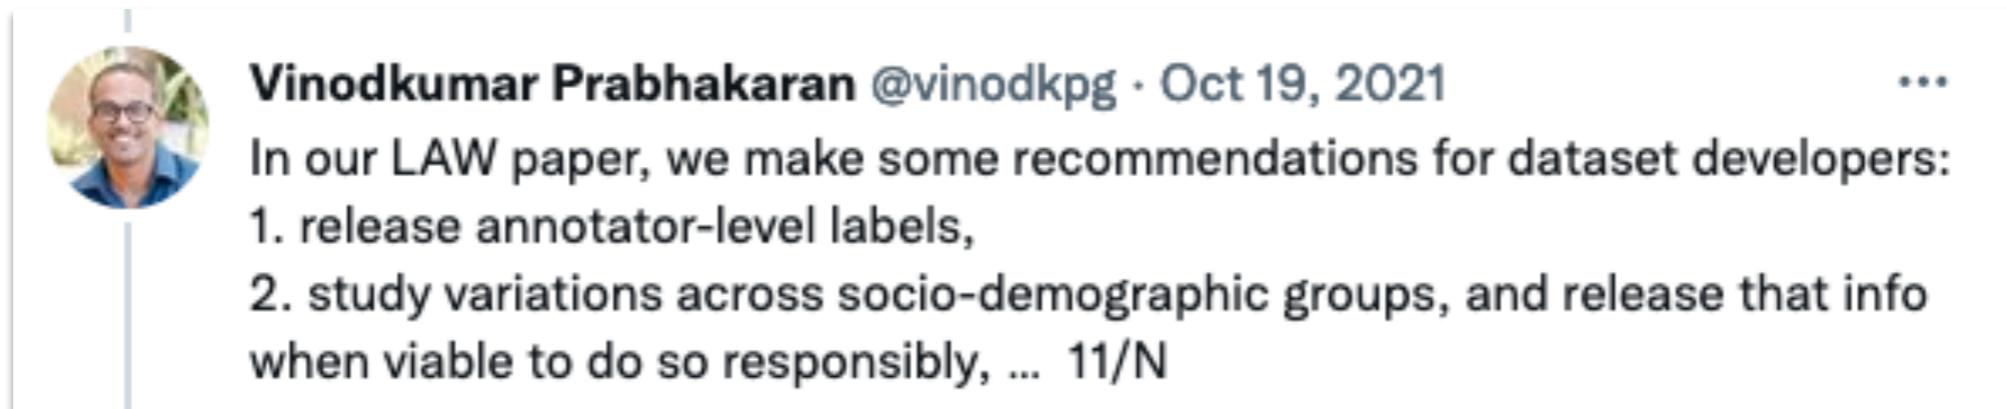 Vinodkumar Prabhakaran @vinodkpg · Oct 19, 2021 ...
In our LAW paper, we make some recommendations for dataset developers:
1. release annotator-level labels,
2. study variations across socio-demographic groups, and release that info
when viable to do so responsibly, ... 11/N